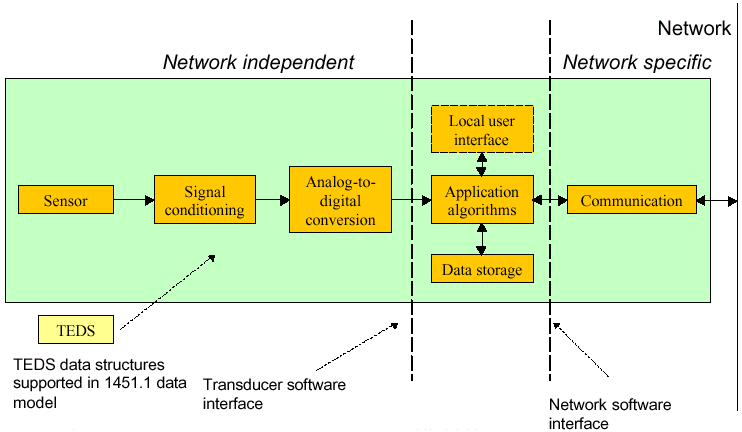 Network
Network independent
Network specific
Local user
interface
Sensor
Signal
conditioning
Analog-to-
digital
conversion
Application
algorithms
Communication
Data storage
TEDS
TEDS data structures
supported in 1451.1 data
model
Transducer software
interface
Network software
interface